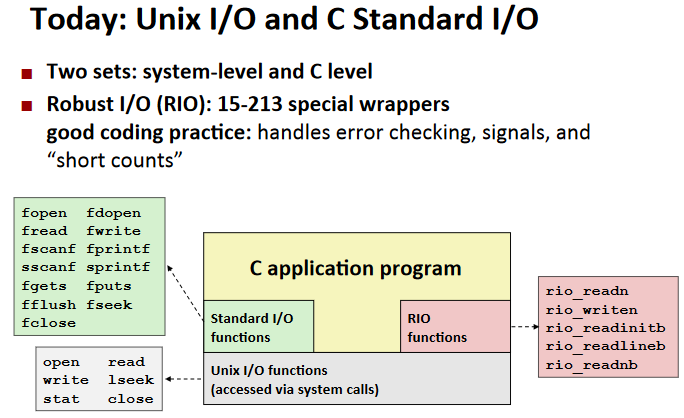 Today: Unix I/O and C Standard I/O
Two sets: system-level and C level
Robust I/O (RIO): 15-213 special wrappers
good coding practice: handles error checking, signals, and
“short counts”
fopen fdopen
fread fwrite
fscanf fprintf
sscanf sprintf
fgets fputs
fflush fseek
fclose
C application program
Standard I/O
functions
RIO
functions
rio_readn
rio_writen
rio_readinitb
rio_readlineb
rio_readnb
open read
write lseek
stat close
Unix I/O functions
(accessed via system calls)